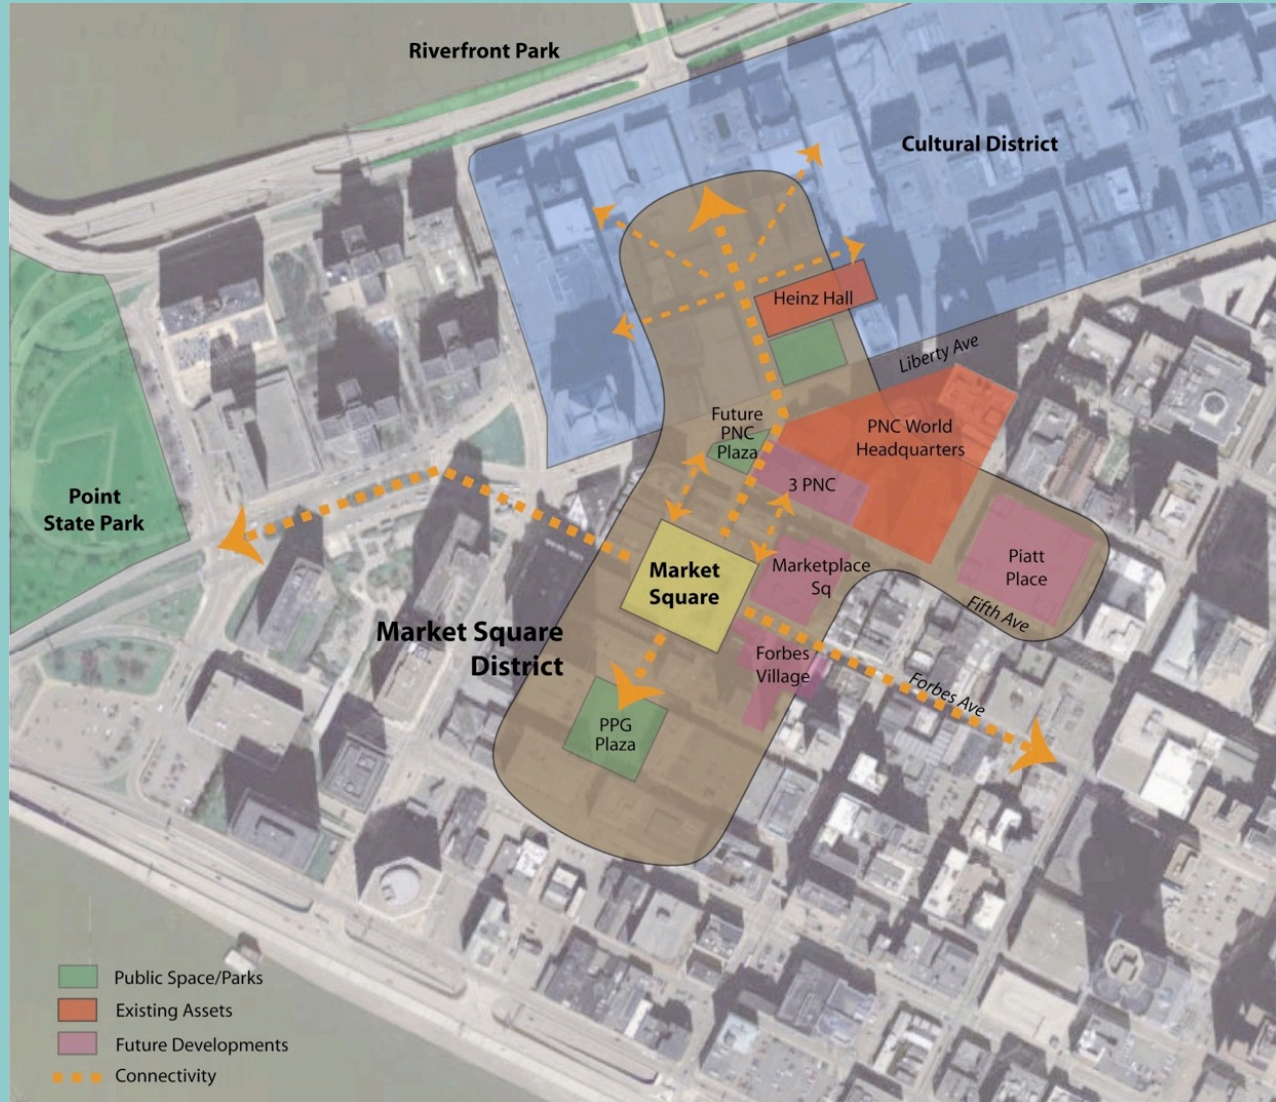 Riverfront Park
Cultural District
Heinz Hall
Liberty Ave
Future
PNC
Plaza
PNC World
Headquarters
3 PNC
Point
State Park
Market
Square
Marketplace
Sq
Piatt
Place
Fifth Ave
Market Square
District
Forbes
Village
Forbes Ave
PPG
Plaza
Public Space/Parks
Existing Assets
Future Developments
Connectivity